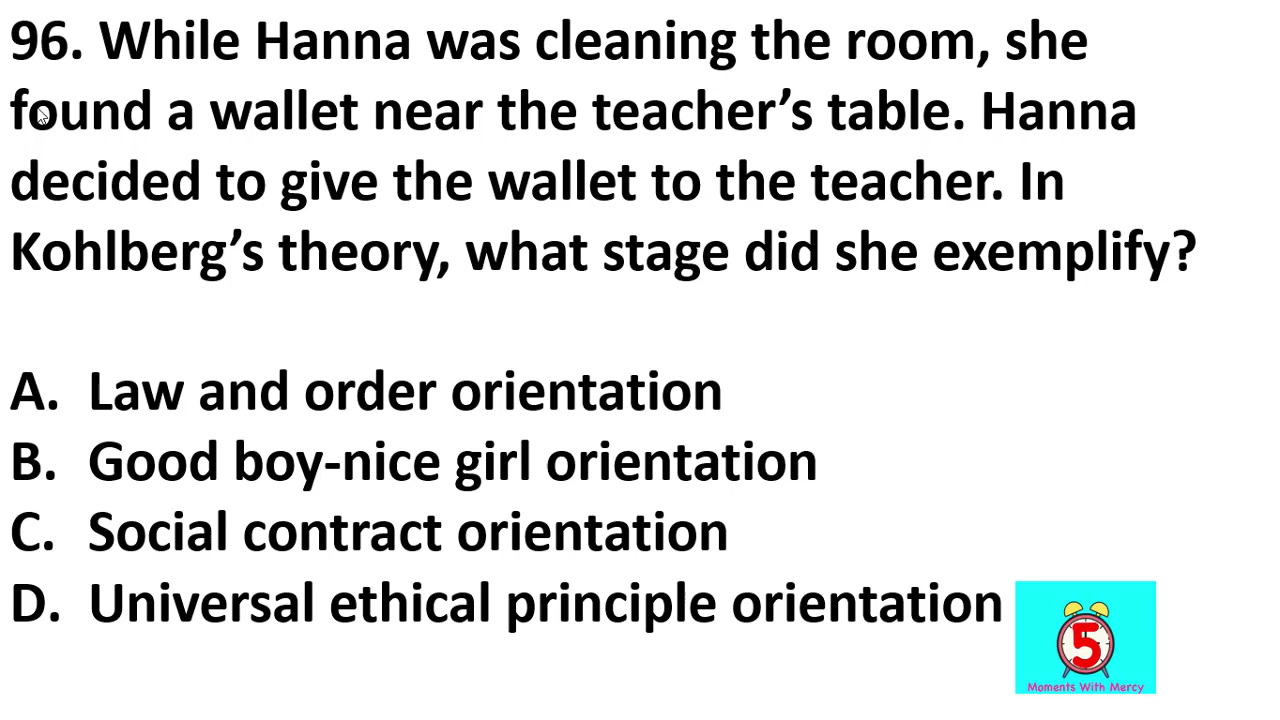 96. While Hanna was cleaning the room, she
found a wallet near the teacher’s table. Hanna
decided to give the wallet to the teacher. In
Kohlberg’s theory, what stage did she exemplify?
A. Law and order orientation
B. Good boy-nice girl orientation
C. Social contract orientation
D. Universal ethical principle orientation
5
Moments With Mercy